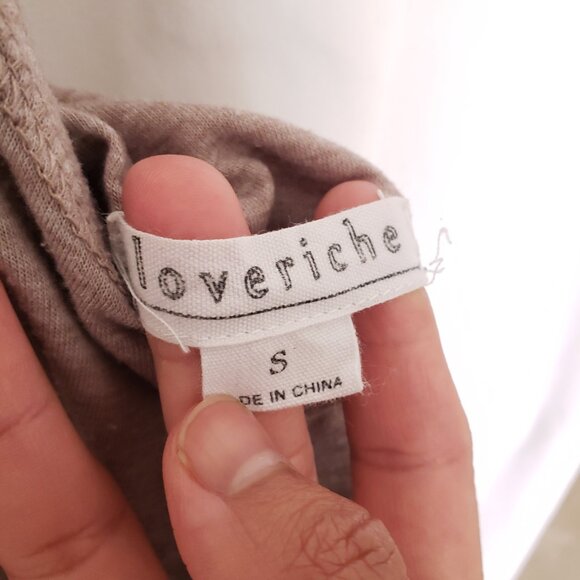 loveriche
S
DE IN CHINA